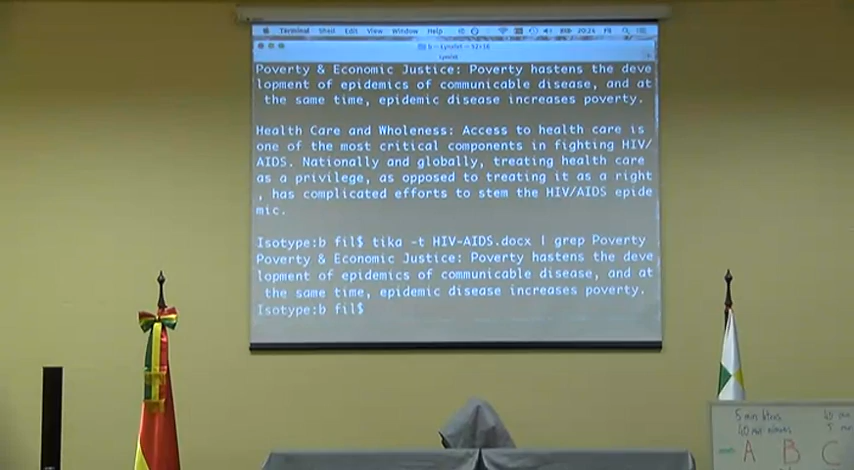 Terminal Shell Edit View Window Help
20:24
Poverty & Economic Justice: Poverty hastens the deve
lopment of epidemics of communicable disease, and at
the same time, epidemic disease increases poverty.
Health Care and Wholeness: Access to health care is
one of the most critical components in fighting HIV/
AIDS. Nationally and globally, treating health care
as a privilege, as opposed to treating it as a right
, has complicated efforts to stem the HIV/AIDS epide
mic.
Isotype:b fil$ tika -t HIV-AIDS.docx | grep Poverty
Poverty & Economic Justice: Poverty hastens the deve
lopment of epidemics of communicable disease, and at
the same time, epidemic disease increases poverty.
Isotype:b fil$
5 min
40
5
A B C